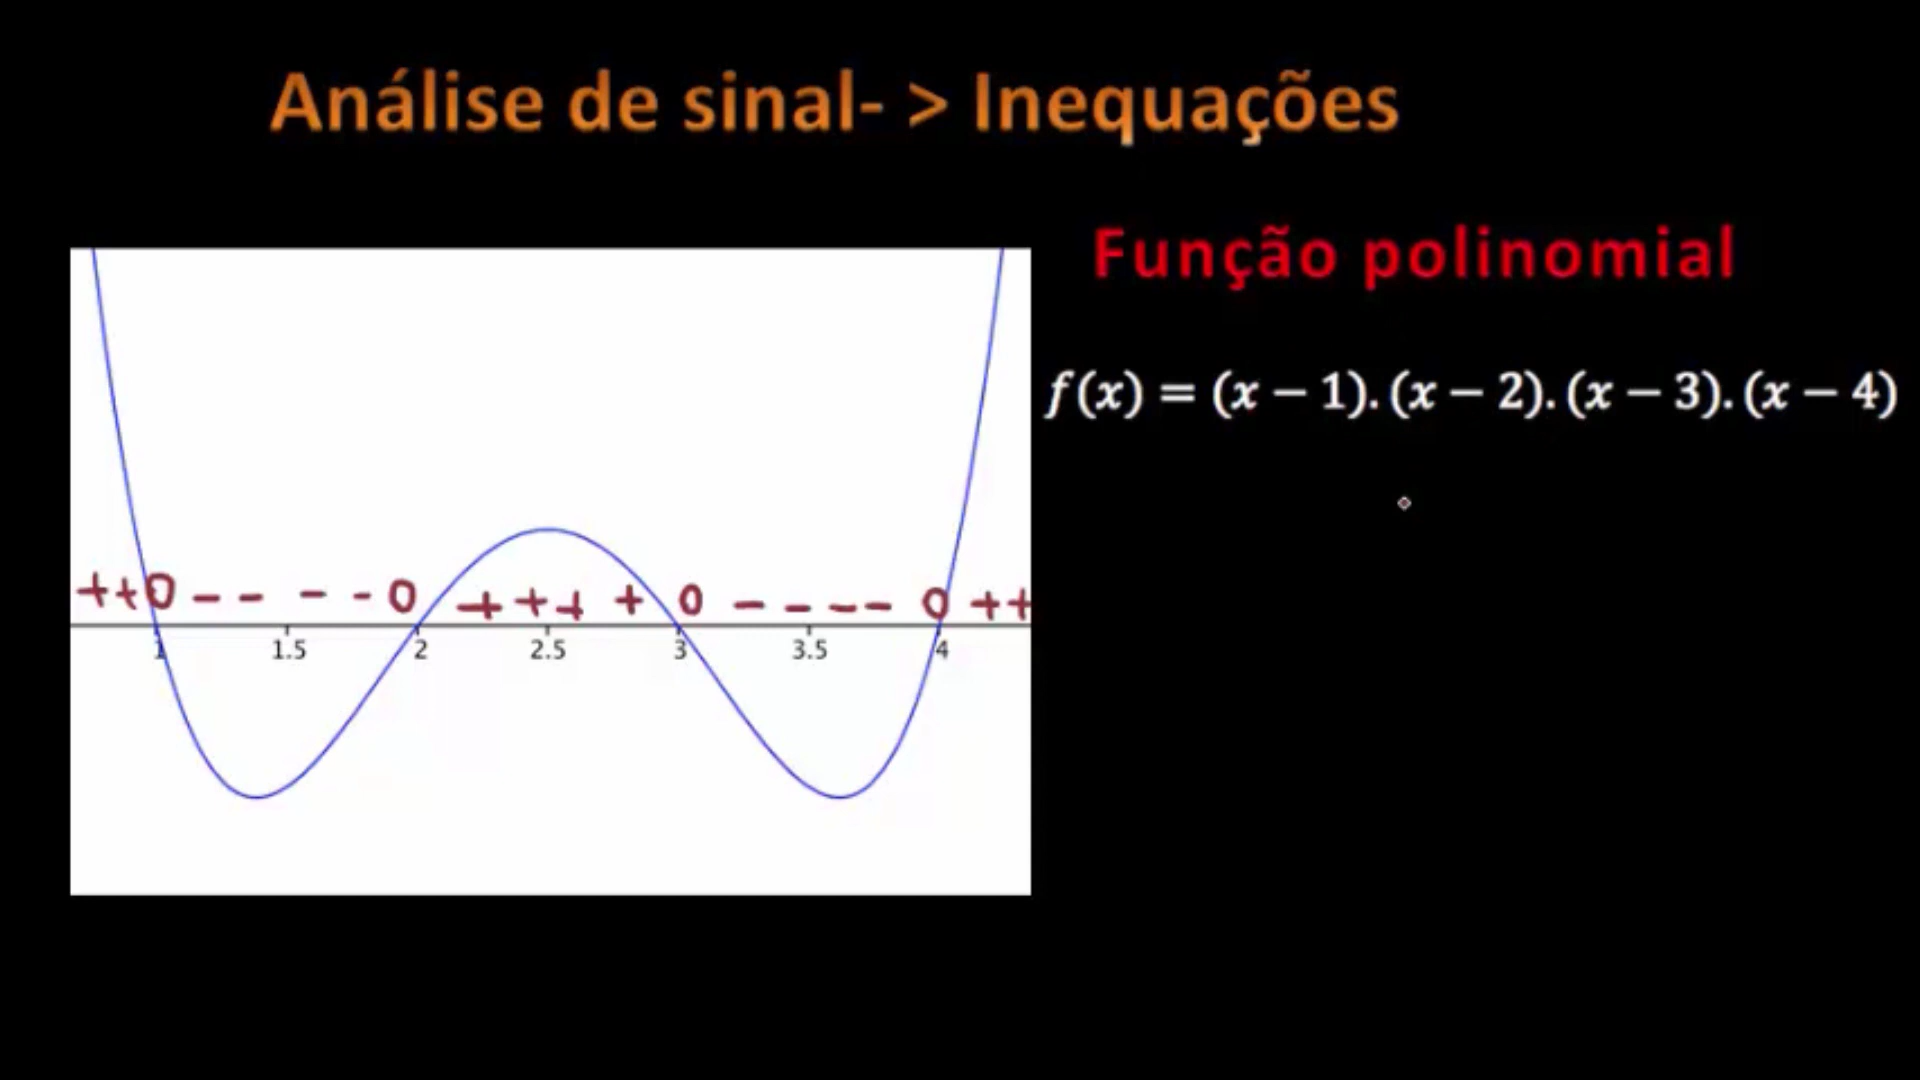 Análise de sinal- > Inequações
Função polinomial
f(x) = (x − 1). (x − 2). (x − 3). (x − 4)
++0 -- - -0 +++ + 0 ---- 0 ++
1 1.5 2 2.5 3 3.5 4